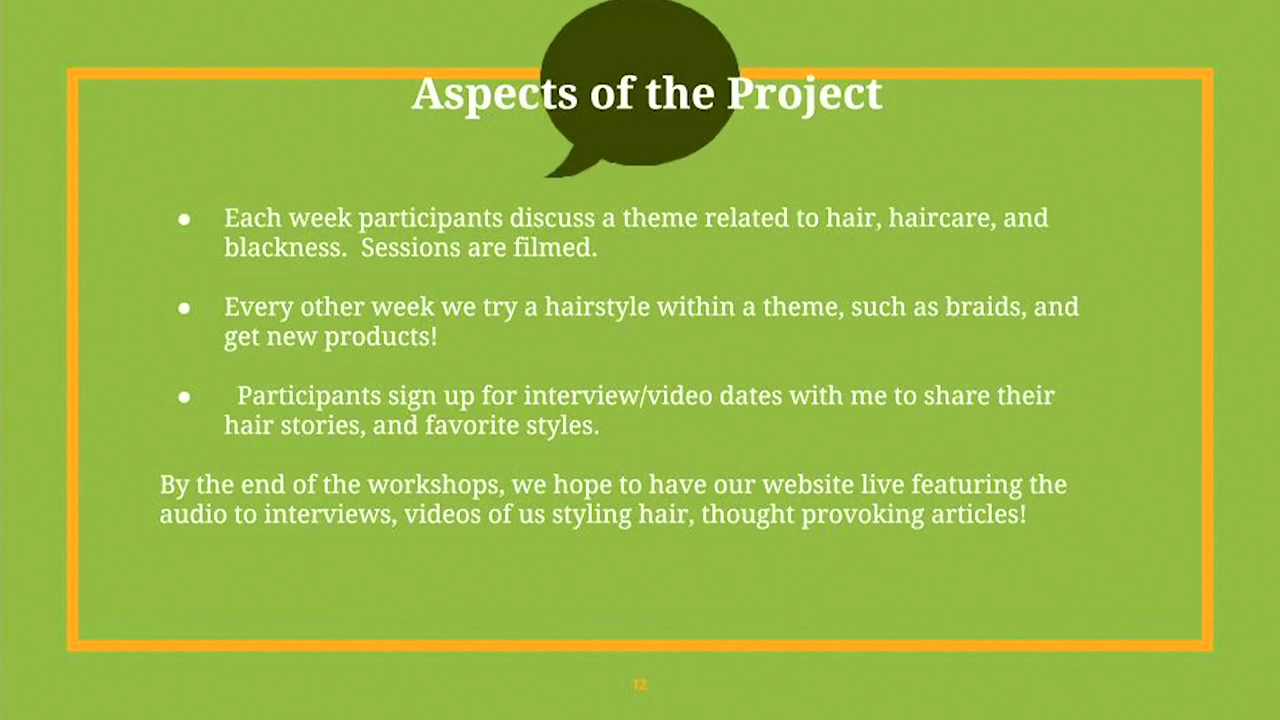 Aspects of the Project
● Each week participants discuss a theme related to hair, haircare, and
blackness.  Sessions are filmed.
● Every other week we try a hairstyle within a theme, such as braids, and
get new products!
● Participants sign up for interview/video dates with me to share their
hair stories, and favorite styles.
By the end of the workshops, we hope to have our website live featuring the
audio to interviews, videos of us styling hair, thought provoking articles!
12